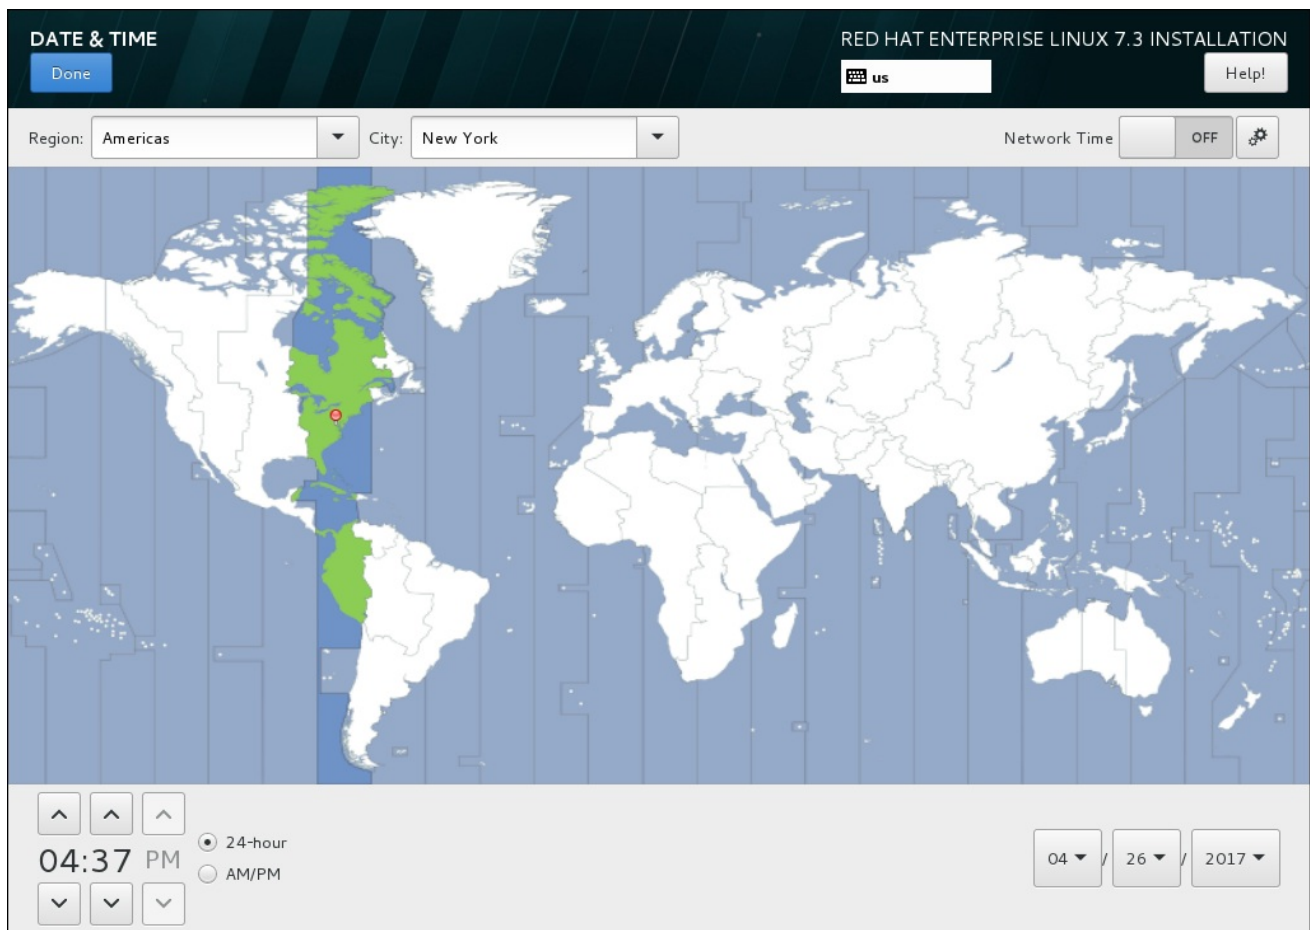 DATE & TIME
RED HAT ENTERPRISE LINUX 7.3 INSTALLATION
Done
us
Help!
Region: Americas City: New York Network Time OFF
24-hour
04:37 PM
AM/PM
04 / 26 / 2017